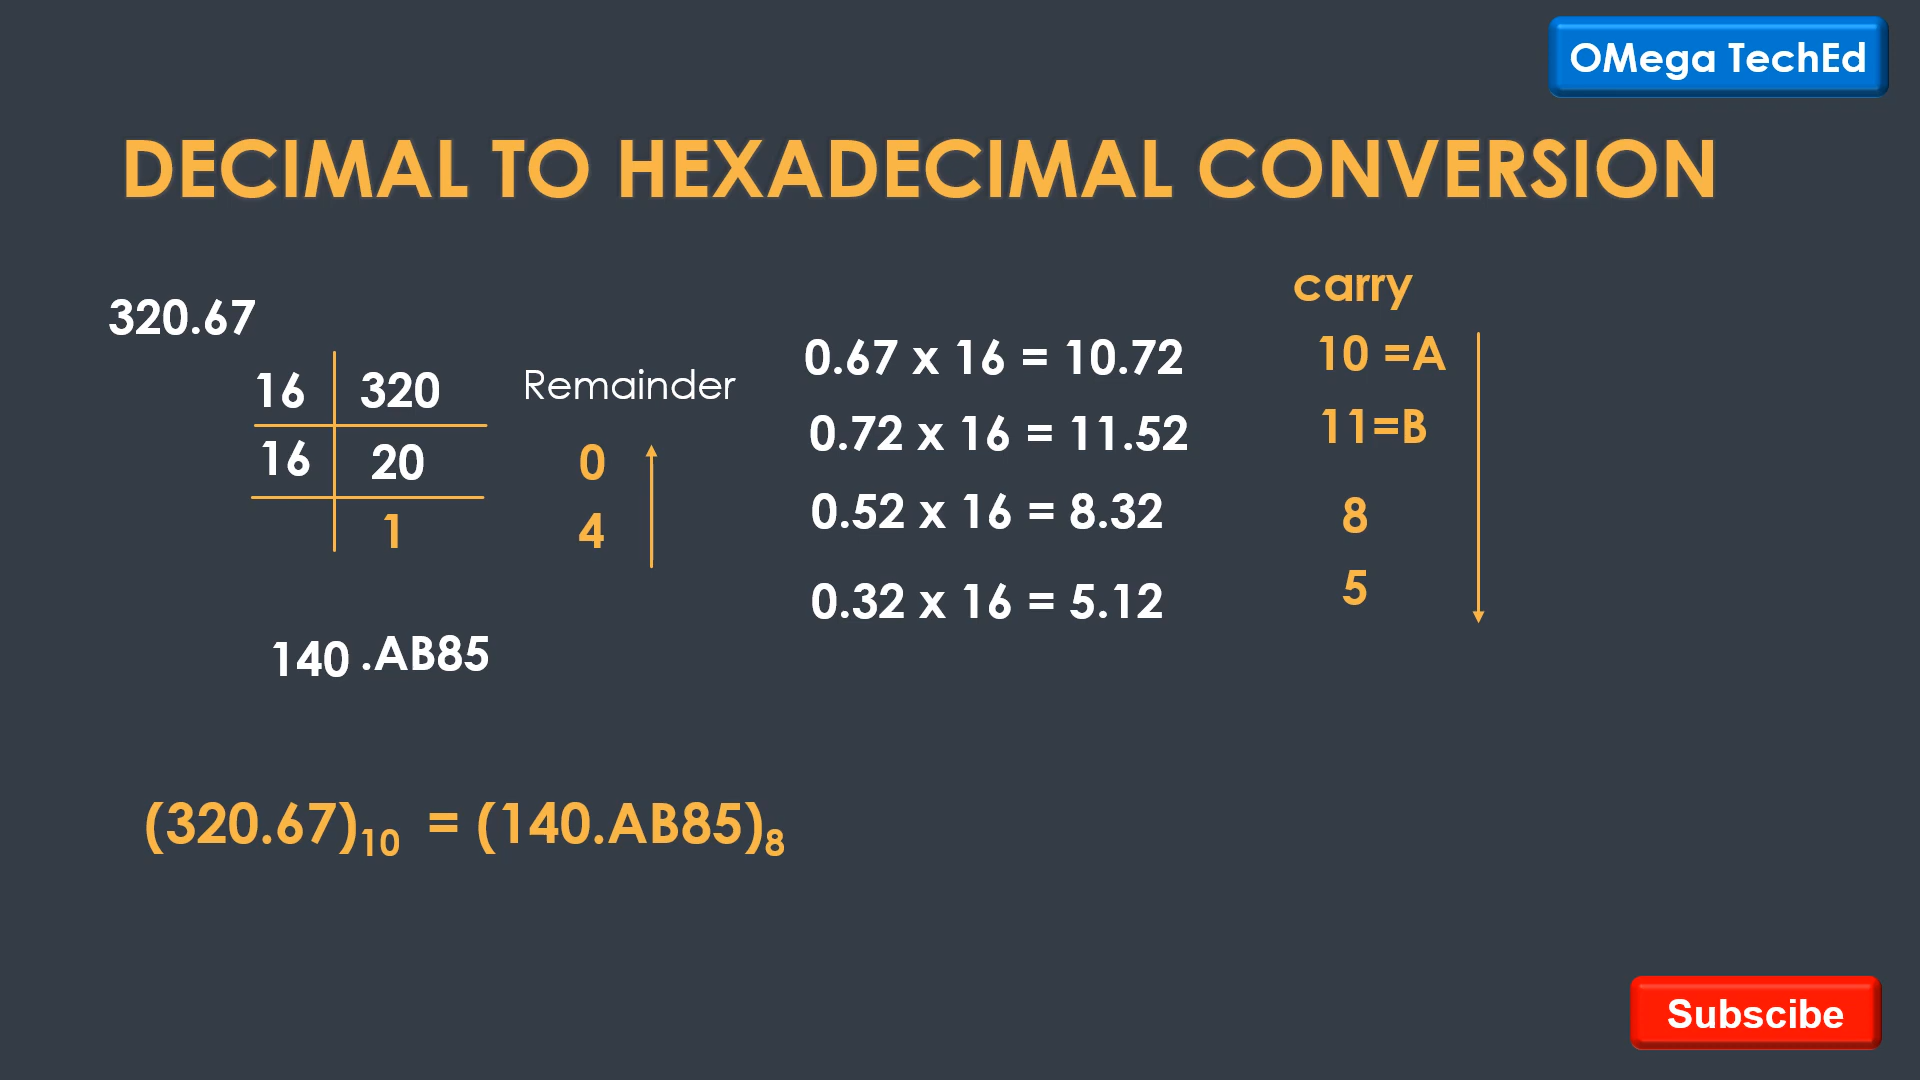 OMega TechEd
DECIMAL TO HEXADECIMAL CONVERSION
320.67
16 320 Remainder
16 20 0
1 4
140 .AB85
carry
0.67 x 16 = 10.72 10 =A
0.72 x 16 = 11.52 11=B
0.52 x 16 = 8.32 8
0.32 x 16 = 5.12 5
(320.67)10 = (140.AB85)8
Subscibe